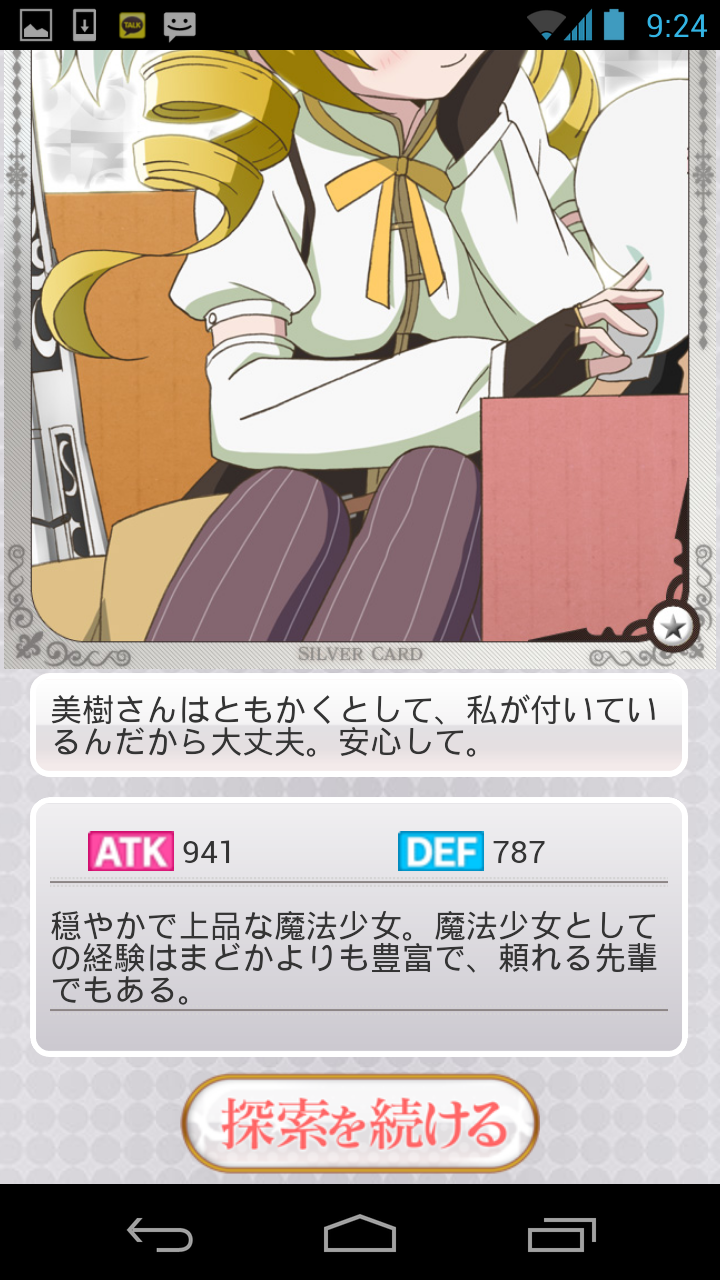 TALK
9:24
SILVER CARD
美樹さんはともかくとして、私が付いてい
るんだから大丈夫。安心して。
ATK 941 DEF 787
穏やかで上品な魔法少女。魔法少女として
の経験はまどかよりも豊富で、頼れる先輩
でもある。
探索を続ける